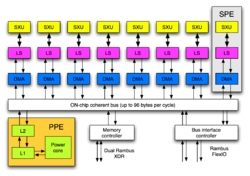 SPE
SXU SXU SXU SXU SXU SXU SXU SXU
LS LS LS LS LS LS LS LS
DMA DMA DMA DMA DMA DMA DMA DMA
ON-chip coherent bus (up to 96 bytes per cycle)
PPE
L2
L1
Power
core
Memory
controller
Bus interface
controller
Dual Rambus
XDR
Rambus
FlexIO